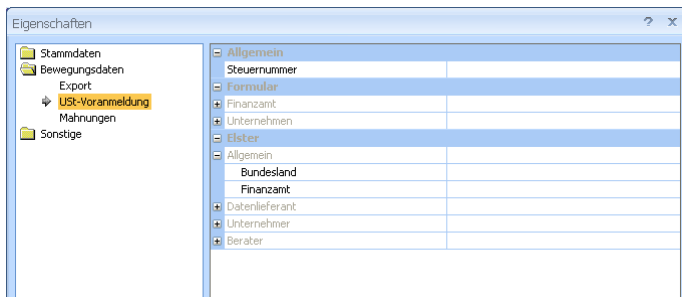 Eigenschaften
? X
Stammdaten
Bewegungsdaten
Export
USt-Voranmeldung
Mahnungen
Sonstige
Allgemein
Steuernummer
Formular
Finanzamt
Unternehmen
Elster
Allgemein
Bundesland
Finanzamt
Datenlieferant
Unternehmer
Berater